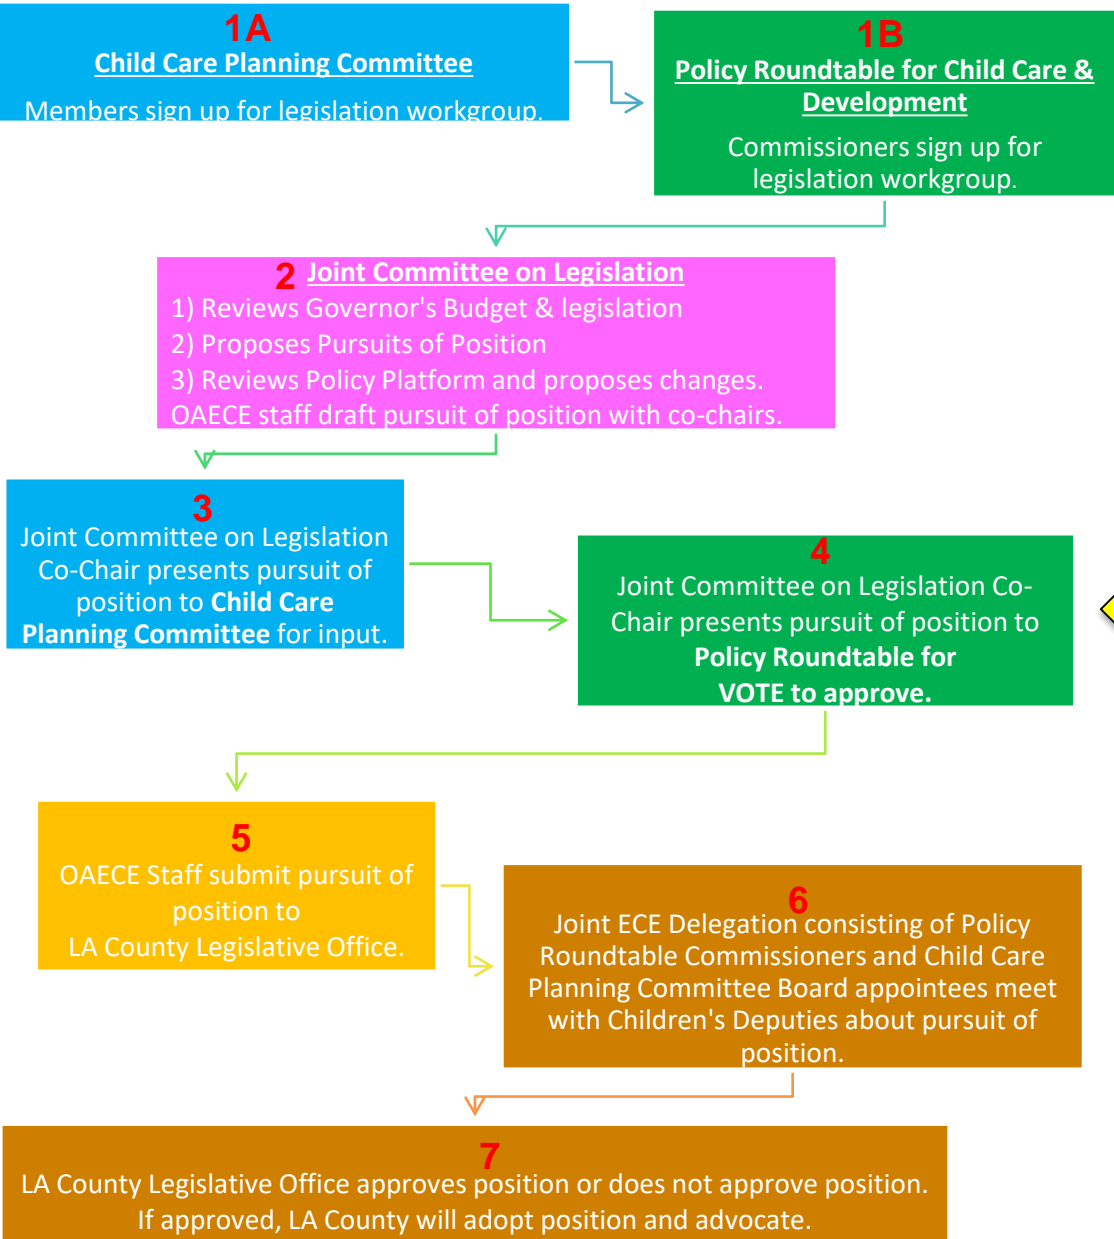 1A
Child Care Planning Committee
Members sign up for legislation workgroup.
1B
Policy Roundtable for Child Care &
Development
Commissioners sign up for
legislation workgroup.
2 Joint Committee on Legislation
1) Reviews Governor's Budget & legislation
2) Proposes Pursuits of Position
3) Reviews Policy Platform and proposes changes.
OAECE staff draft pursuit of position with co-chairs.
3
Joint Committee on Legislation
Co-Chair presents pursuit of
position to Child Care
Planning Committee for input.
4
Joint Committee on Legislation Co-
Chair presents pursuit of position to
Policy Roundtable for
VOTE to approve.
5
OAECE Staff submit pursuit of
position to
LA County Legislative Office.
6
Joint ECE Delegation consisting of Policy
Roundtable Commissioners and Child Care
Planning Committee Board appointees meet
with Children's Deputies about pursuit of
position.
7
LA County Legislative Office approves position or does not approve position.
If approved, LA County will adopt position and advocate.